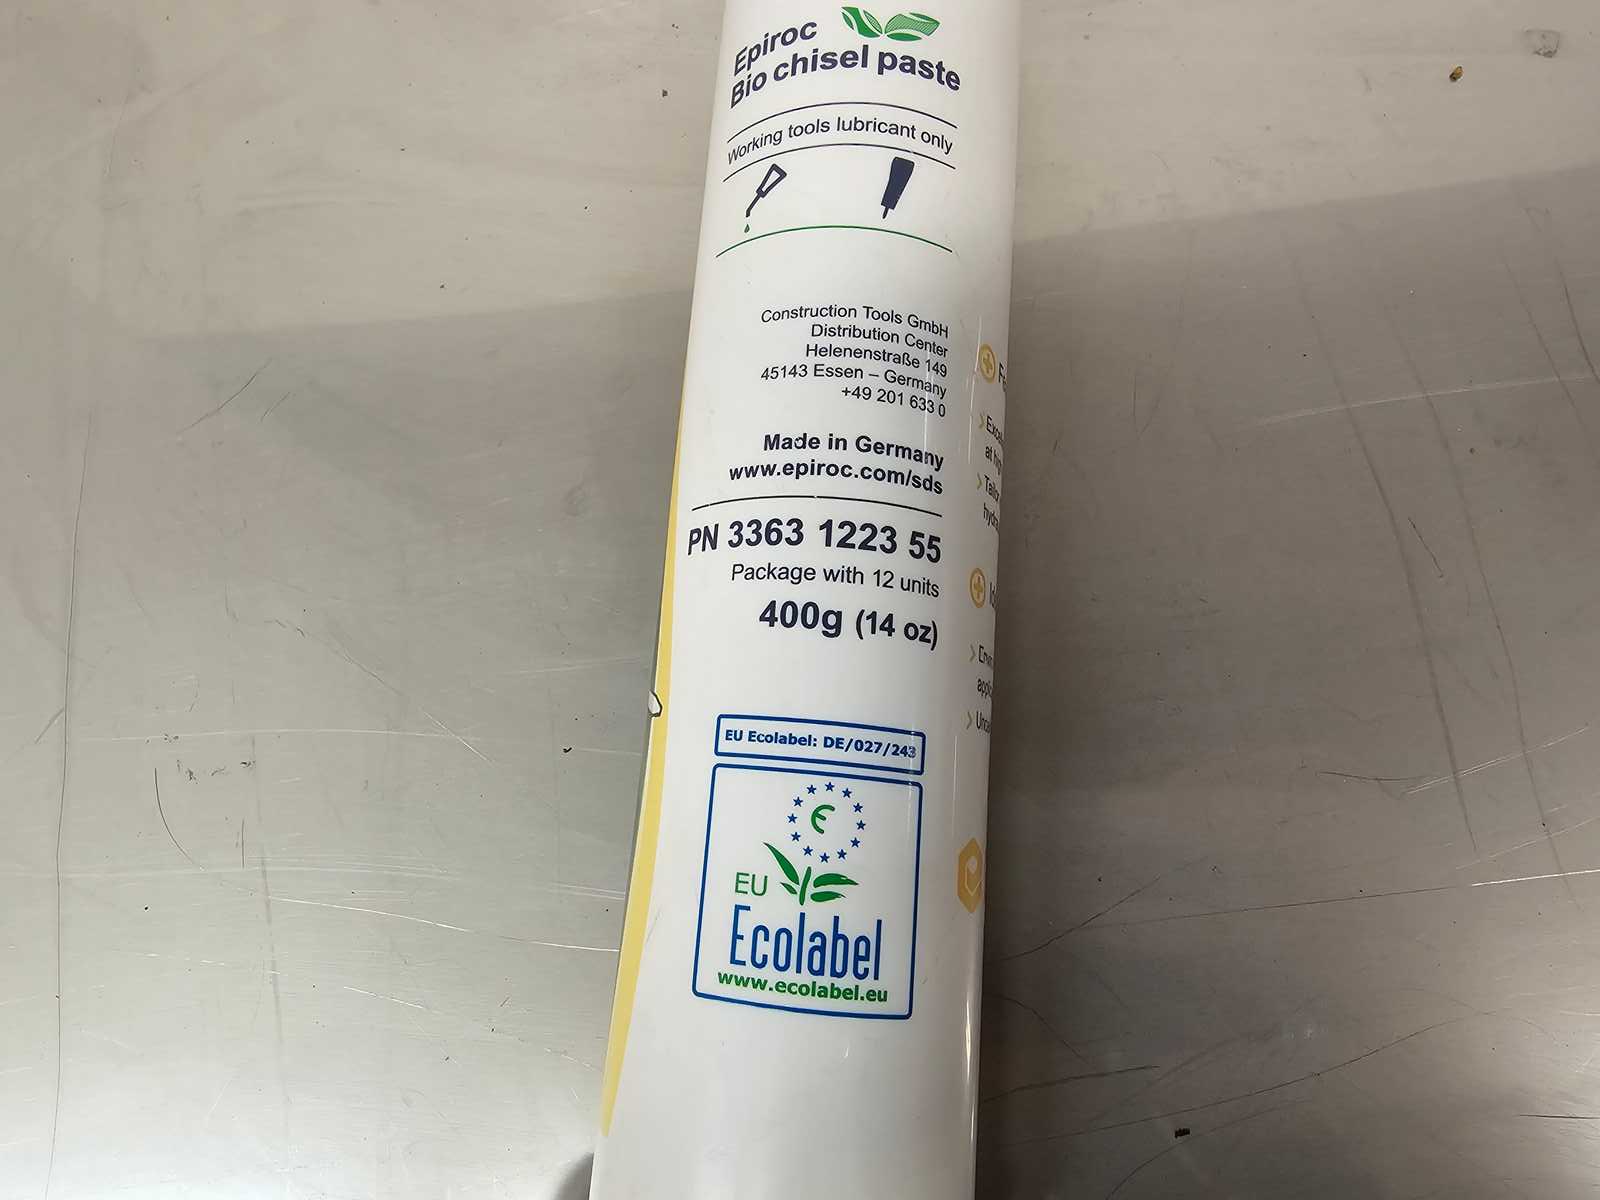 Epiroc
Bio chisel paste
Working tools lubricant only
Construction Tools GmbH
Distribution Center
Helenenstraße 149
45143 Essen – Germany
+49 201 633 0
Made in Germany
www.epiroc.com/sds
PN 3363 1223 55
Package with 12 units
400g (14 oz)
EU Ecolabel: DE/027/243
EU
Ecolabel
www.ecolabel.eu
at high